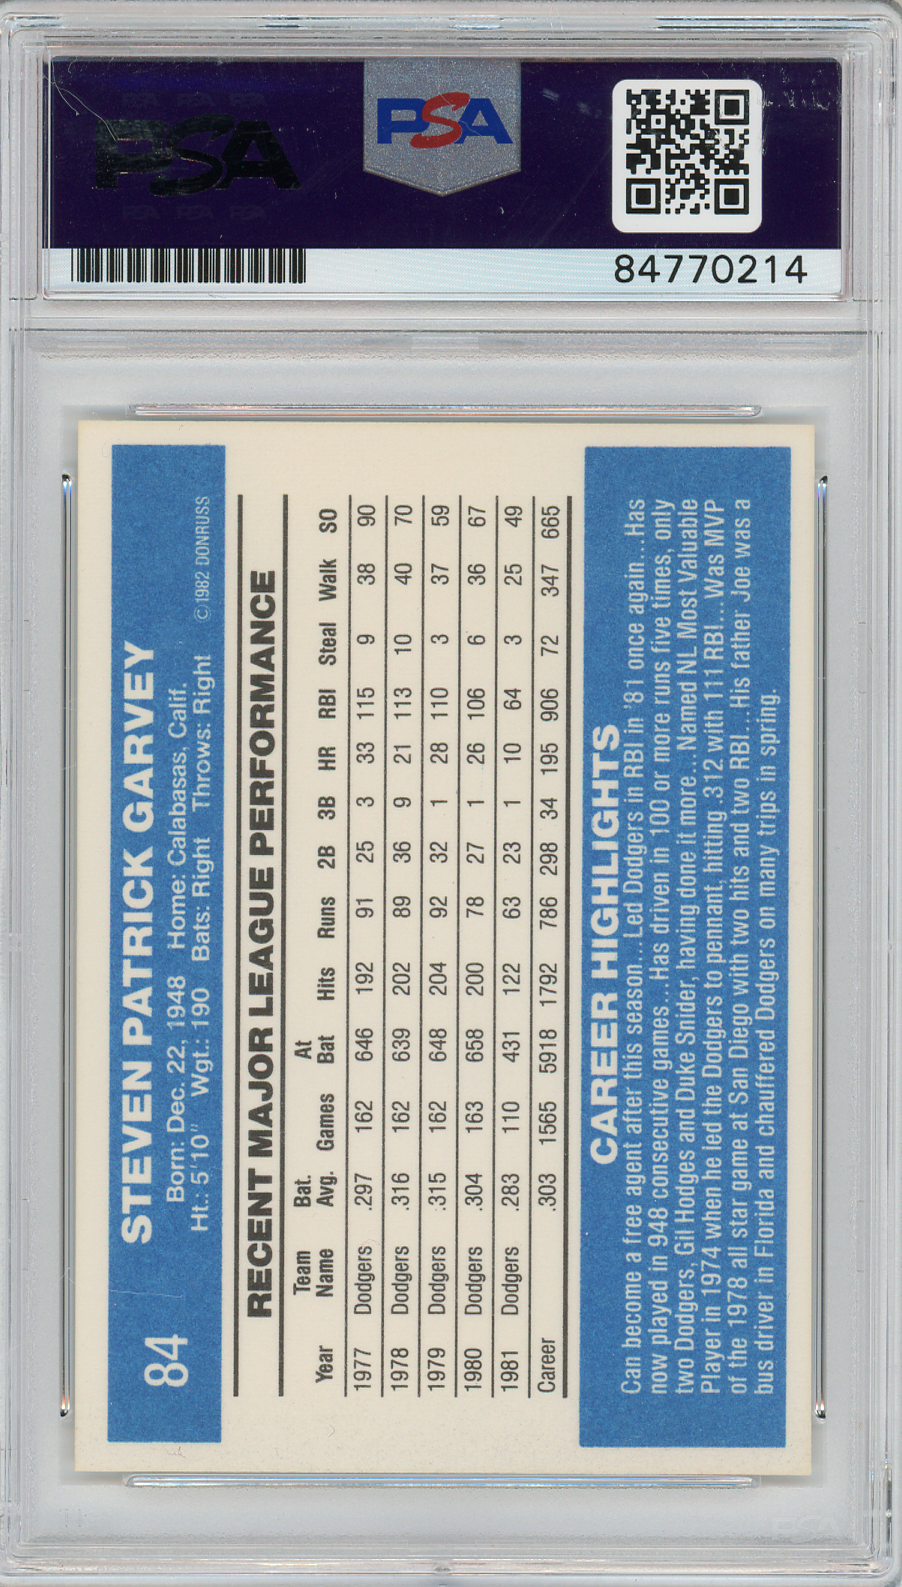 PSA
PSA
84770214
84
STEVEN PATRICK GARVEY
Born: Dec. 22, 1948 Home: Calabasas, Calif.
Ht.: 5'10" Wgt.: 190 Bats: Right Throws: Right ©1982 DONRUSS
RECENT MAJOR LEAGUE PERFORMANCE
Year Team Name Bat. Avg. Games At Bat Hits Runs 2B 3B HR RBI Steal Walk SO
1977 Dodgers .297 162 646 192 91 25 3 33 115 9 38 90
1978 Dodgers .316 162 639 202 89 36 9 21 113 10 40 70
1979 Dodgers .315 162 648 204 92 32 1 28 110 3 37 59
1980 Dodgers .304 163 658 200 78 27 1 26 106 6 36 67
1981 Dodgers .283 110 431 122 63 23 1 10 64 3 25 49
Career .303 1565 5918 1792 786 298 34 195 906 72 347 665
CAREER HIGHLIGHTS
Can become a free agent after this season...Led Dodgers in RBI in '81 once again...Has
now played in 948 consecutive games...Has driven in 100 or more runs five times, only
two Dodgers, Gil Hodges and Duke Snider, having done it more...Named NL Most Valuable
Player in 1974 when he led the Dodgers to pennant, hitting .312 with 111 RBI...Was MVP
of the 1978 all star game at San Diego with two hits and two RBI...His father Joe was a
bus driver in Florida and chauffered Dodgers on many trips in spring.